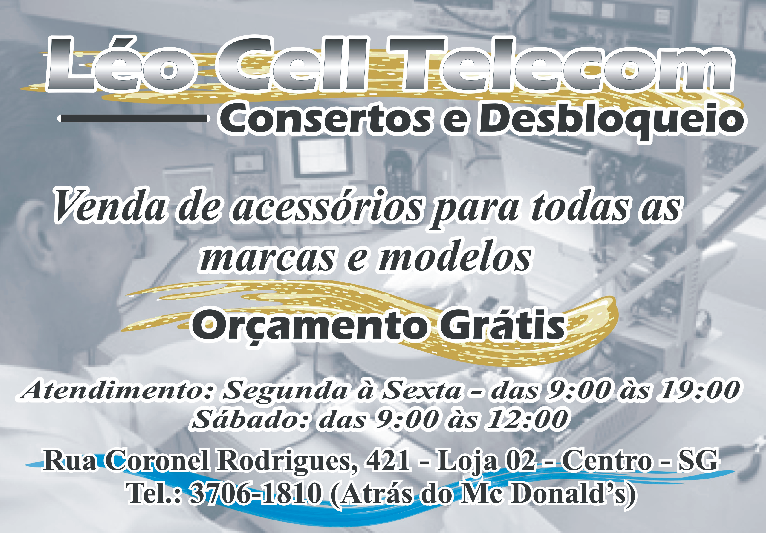 Léo Cell Telecom
Consertos e Desbloqueio
Venda de acessórios para todas as
marcas e modelos
Orçamento Grátis
Atendimento: Segunda à Sexta - das 9:00 às 19:00
Sábado: das 9:00 às 12:00
Rua Coronel Rodrigues, 421 - Loja 02 - Centro - SG
Tel.: 3706-1810 (Atrás do Mc Donald's)